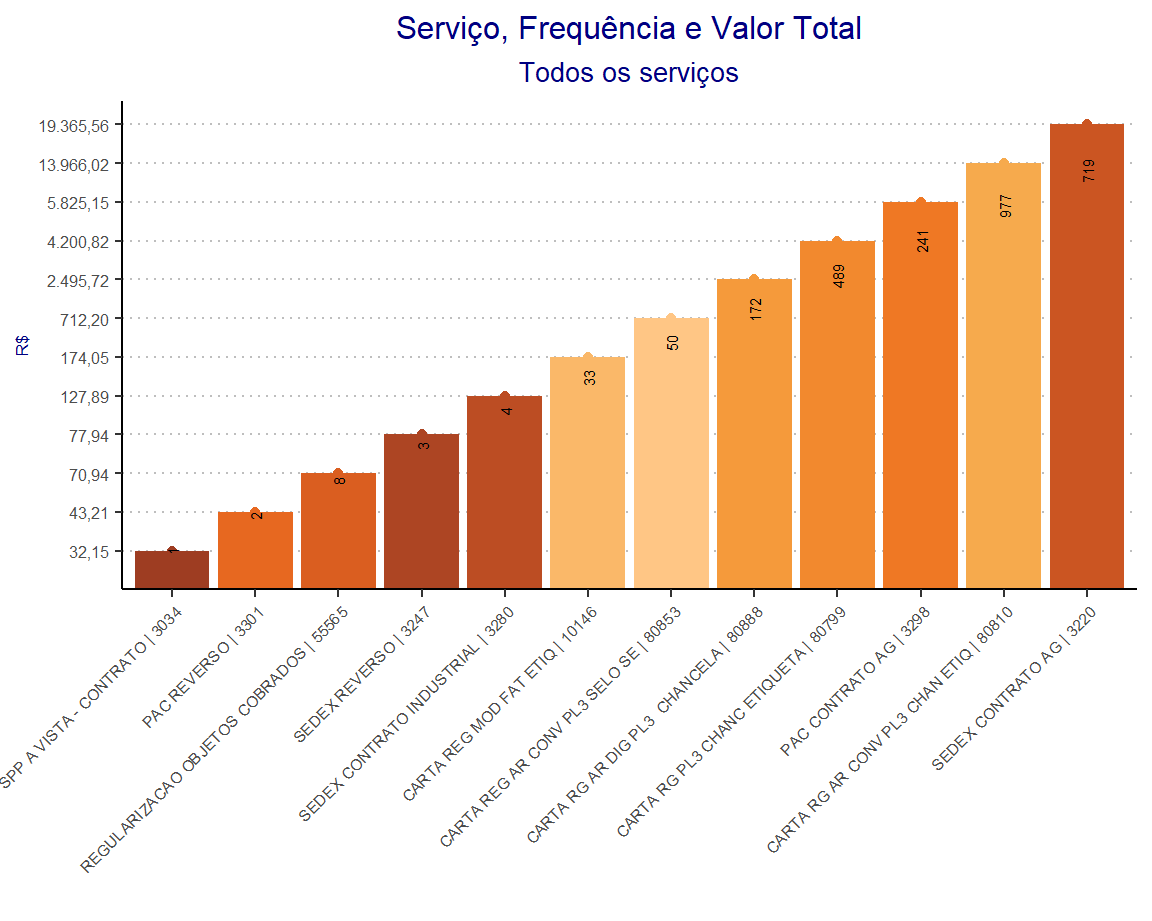 Serviço, Frequência e Valor Total
Todos os serviços
R$
19.365,56
13.966,02
5.825,15
4.200,82
2.495,72
712,20
174,05
127,89
77,94
70,94
43,21
32,15
1
2
8
3
4
33
50
172
489
241
977
719
SPP A VISTA - CONTRATO | 3034
PAC REVERSO | 3301
REGULARIZACAO OBJETOS COBRADOS | 55565
SEDEX REVERSO | 3247
SEDEX CONTRATO INDUSTRIAL | 3280
CARTA REG MOD FAT ETIQ | 10146
CARTA REG AR CONV PL3 SELO SE | 80853
CARTA RG AR DIG PL3 CHANCELA | 80888
CARTA RG PL3 CHANC ETIQUETA | 80799
PAC CONTRATO AG | 3298
CARTA RG AR CONV PL3 CHAN ETIQ | 80810
SEDEX CONTRATO AG | 3220